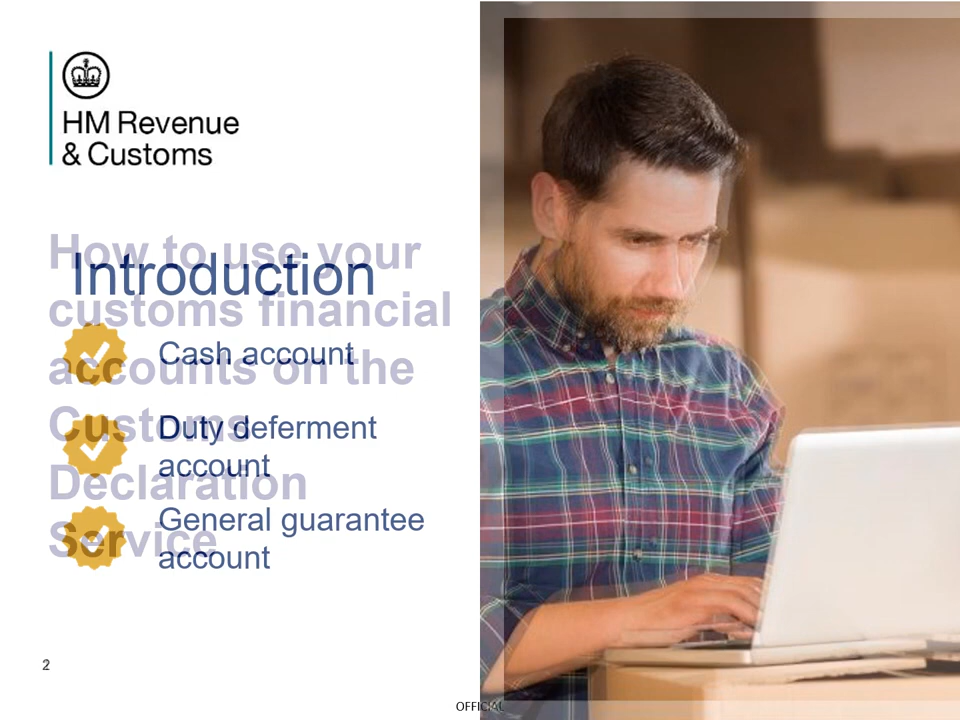 HM Revenue
& Customs
How to use your
customs financial
accounts on the
Customs
Declaration
Service
Introduction
Cash account
Duty deferment
account
General guarantee
account
2
OFFICIAL